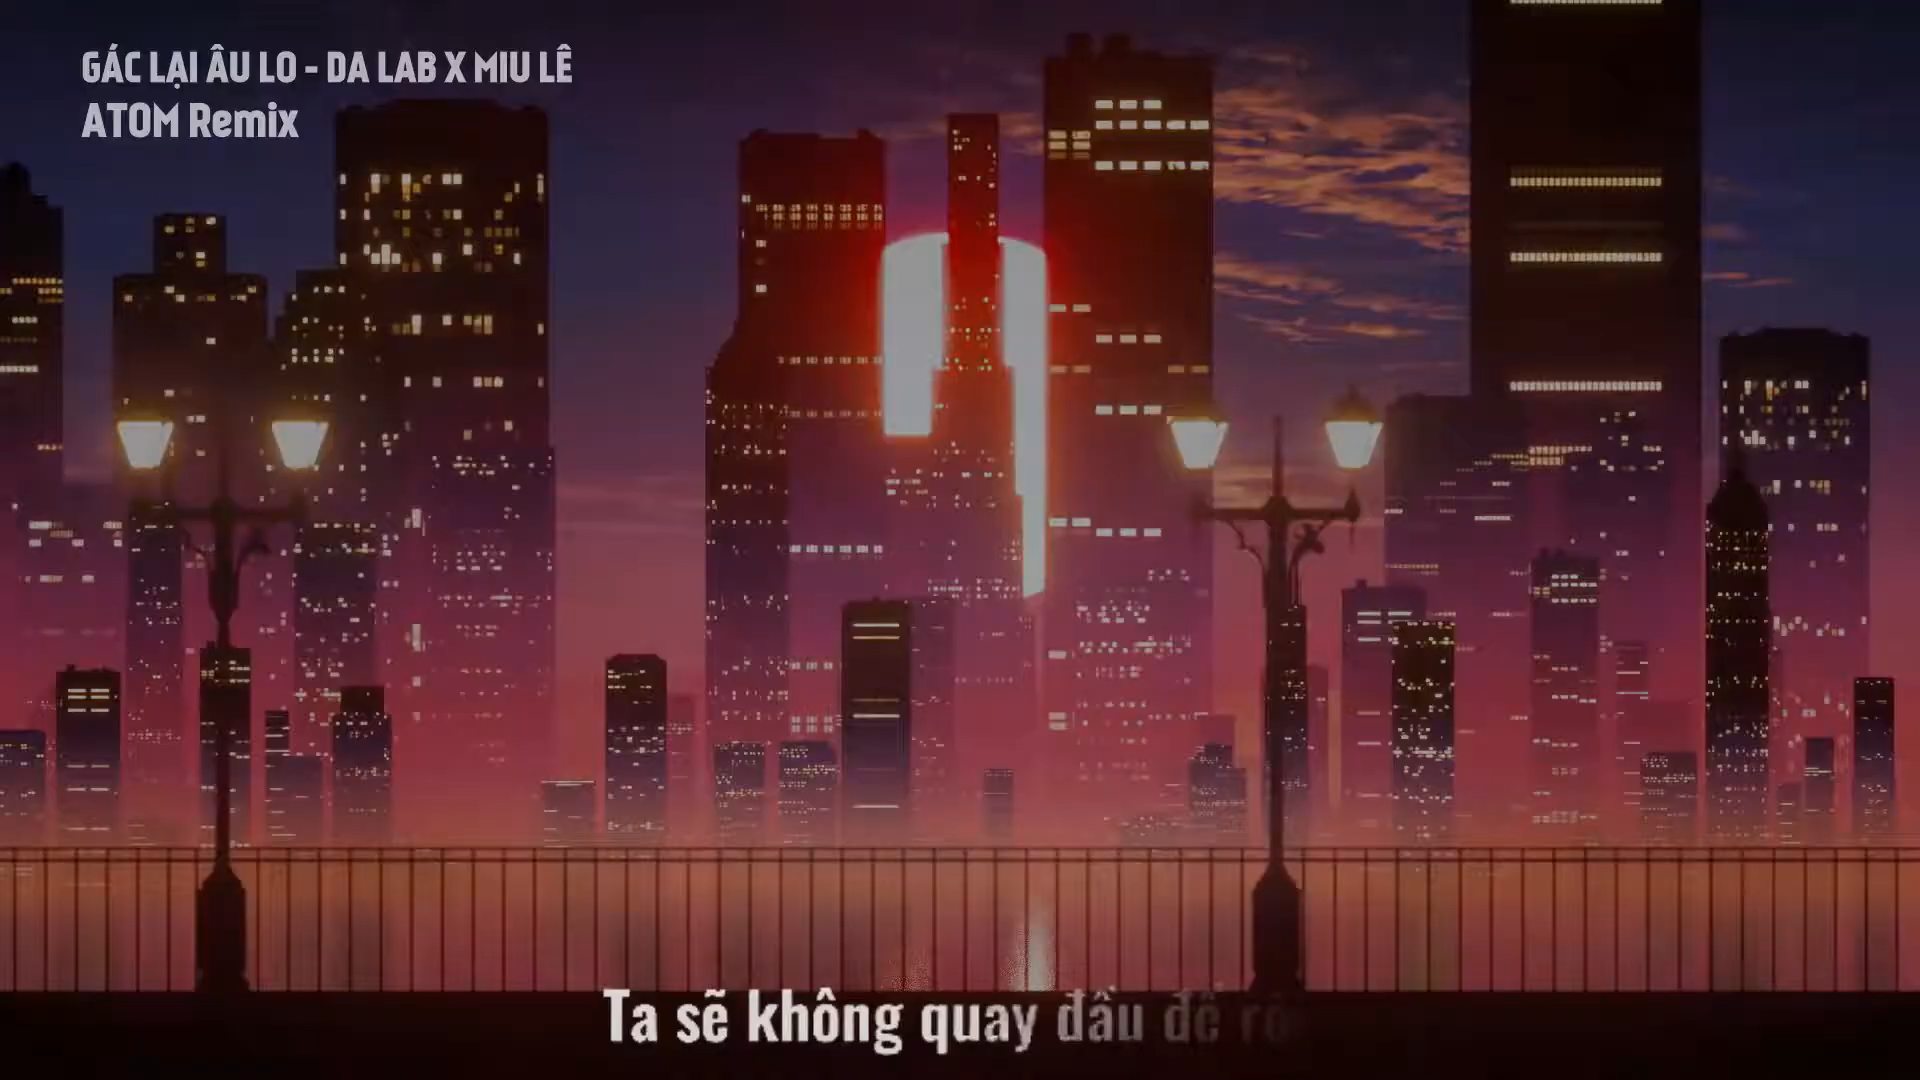 GÁC LẠI ÂU LO - DA LAB X MIU LÊ
ATOM Remix
Ta sẽ không quay đầu để